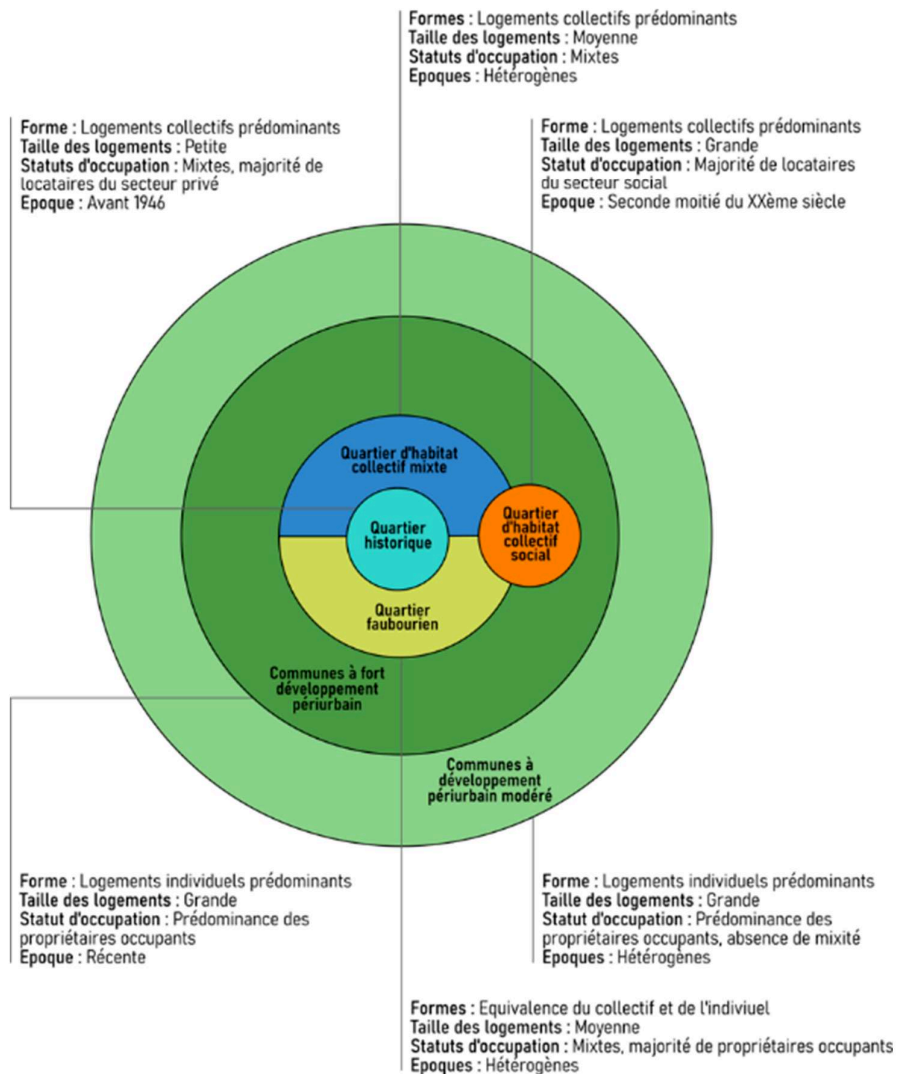 Formes : Logements collectifs prédominants
Taille des logements : Moyenne
Statuts d'occupation : Mixtes
Epoques : Hétérogènes
Forme : Logements collectifs prédominants
Taille des logements : Petite
Statuts d'occupation : Mixtes, majorité de
locataires du secteur privé
Epoque : Avant 1946
Forme : Logements collectifs prédominants
Taille des logements : Grande
Statut d'occupation : Majorité de locataires
du secteur social
Epoque : Seconde moitié du XXème siècle
Quartier d'habitat
collectif mixte
Quartier
historique
Quartier
d'habitat
collectif
social
Quartier
faubourien
Communes à fort
développement
périurbain
Communes à
développement
périurbain modéré
Forme : Logements individuels prédominants
Taille des logements : Grande
Statut d'occupation : Prédominance des
propriétaires occupants
Epoque : Récente
Forme : Logements individuels prédominants
Taille des logements : Grande
Statut d'occupation : Prédominance des
propriétaires occupants, absence de mixité
Epoques : Hétérogènes
Formes : Equivalence du collectif et de l'indiviuel
Taille des logements : Moyenne
Statuts d'occupation : Mixtes, majorité de propriétaires occupants
Epoques : Hétérogènes